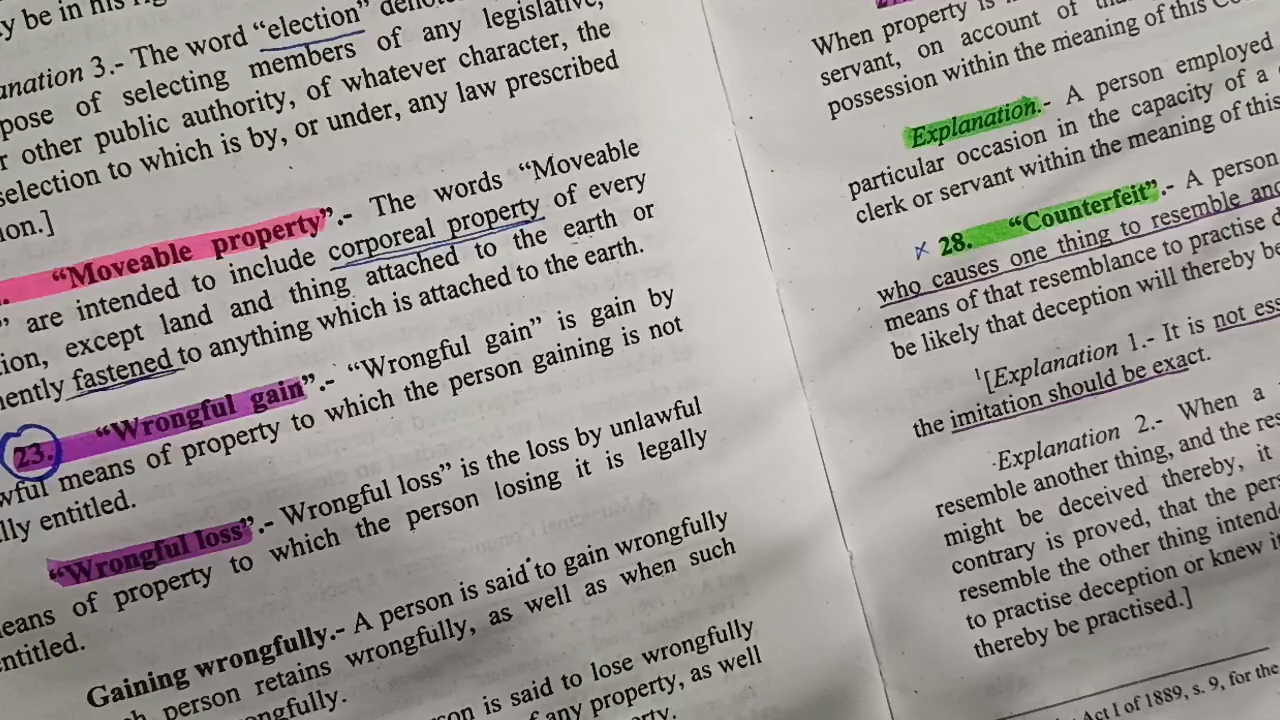 y be in his
anation 3.- The word “election”
pose of selecting members of any legislative,
r other public authority, of whatever character, the
selection to which is by, or under, any law prescribed
ion.]
“Moveable property”.- The words “Moveable
” are intended to include corporeal property of every
tion, except land and thing attached to the earth or
nently fastened to anything which is attached to the earth.
23. “Wrongful gain”.- “Wrongful gain” is gain by
wful means of property to which the person gaining is not
lly entitled.
“Wrongful loss”.- Wrongful loss” is the loss by unlawful
eans of property to which the person losing it is legally
entitled.
Gaining wrongfully.- A person is said to gain wrongfully
person retains wrongfully, as well as when such
ngfully.
son is said to lose wrongfully
any property, as well
When property is
servant, on account of
possession within the meaning of this
Explanation.- A person employed
particular occasion in the capacity of a
clerk or servant within the meaning of this
x 28. “Counterfeit”.- A person
who causes one thing to resemble
means of that resemblance to practise
be likely that deception will thereby be
¹[Explanation 1.- It is not ess
the imitation should be exact.
Explanation 2.- When a
resemble another thing, and the res
might be deceived thereby, it
contrary is proved, that the pers
resemble the other thing intend
to practise deception or knew it
thereby be practised.]
Act I of 1889, s. 9, for the